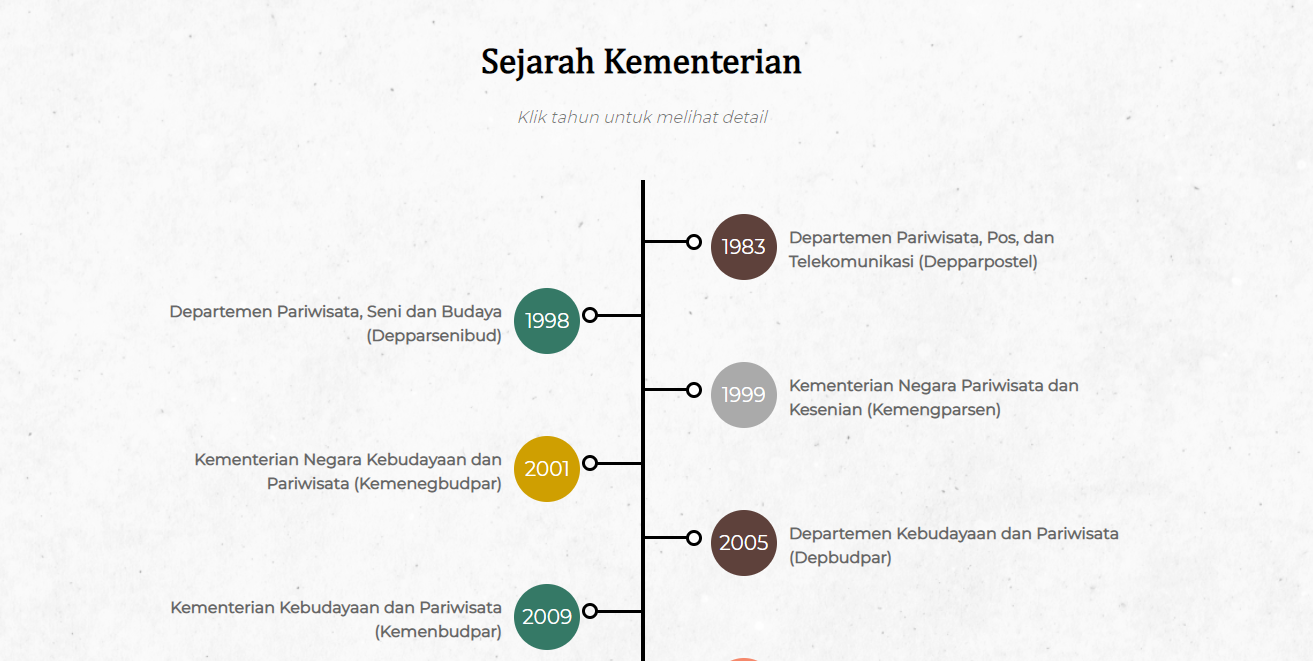 Sejarah Kementerian
Klik tahun untuk melihat detail
1983
Departemen Pariwisata, Pos, dan
Telekomunikasi (Depparpostel)
Departemen Pariwisata, Seni dan Budaya
(Depparsenibud)
1998
1999
Kementerian Negara Pariwisata dan
Kesenian (Kemengparsen)
Kementerian Negara Kebudayaan dan
Pariwisata (Kemenegbudpar)
2001
2005
Departemen Kebudayaan dan Pariwisata
(Depbudpar)
Kementerian Kebudayaan dan Pariwisata
(Kemenbudpar)
2009